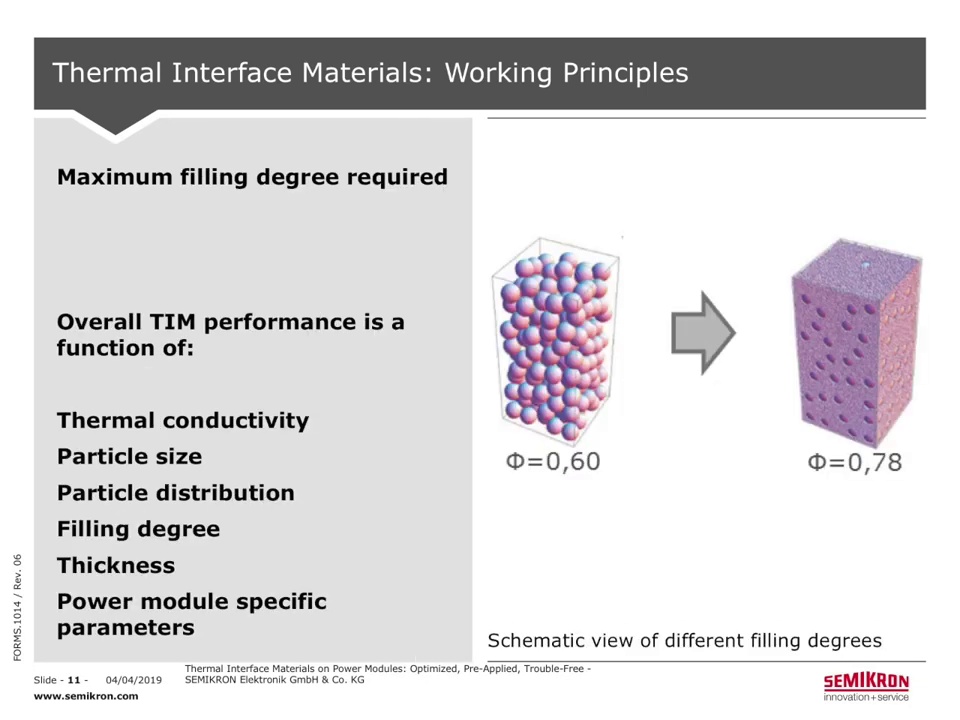 Thermal Interface Materials: Working Principles
Maximum filling degree required
Overall TIM performance is a
function of:
Thermal conductivity
Particle size
Particle distribution
Filling degree
Thickness
Power module specific
parameters
Φ=0,60
Φ=0,78
Schematic view of different filling degrees
FORMS.1014 / Rev. 06
Slide - 11 - 04/04/2019
Thermal Interface Materials on Power Modules: Optimized, Pre-Applied, Trouble-Free -
SEMIKRON Elektronik GmbH & Co. KG
www.semikron.com
SEMIKRON
innovation+service